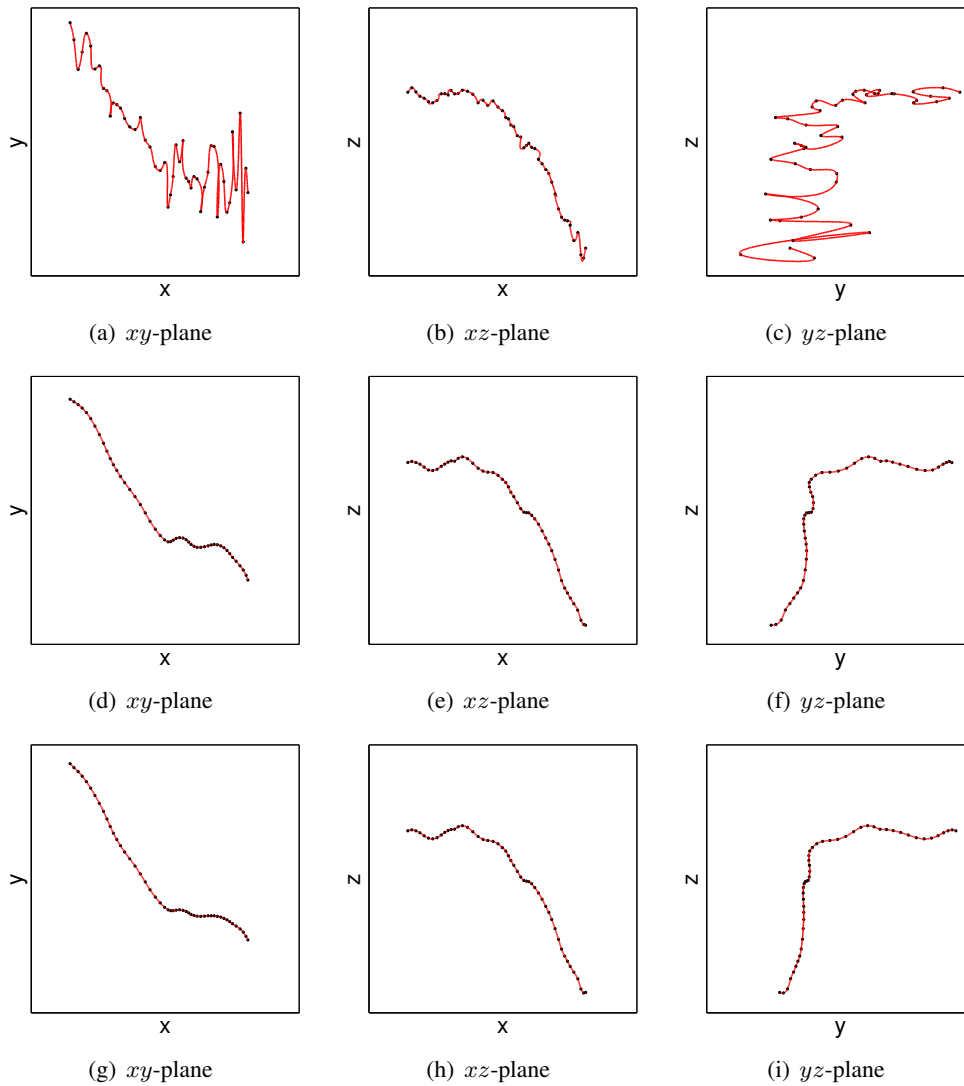 y
x
z
x
z
y
(a) xy-plane
(b) xz-plane
(c) yz-plane
y
x
z
x
z
y
(d) xy-plane
(e) xz-plane
(f) yz-plane
y
x
z
x
z
y
(g) xy-plane
(h) xz-plane
(i) yz-plane